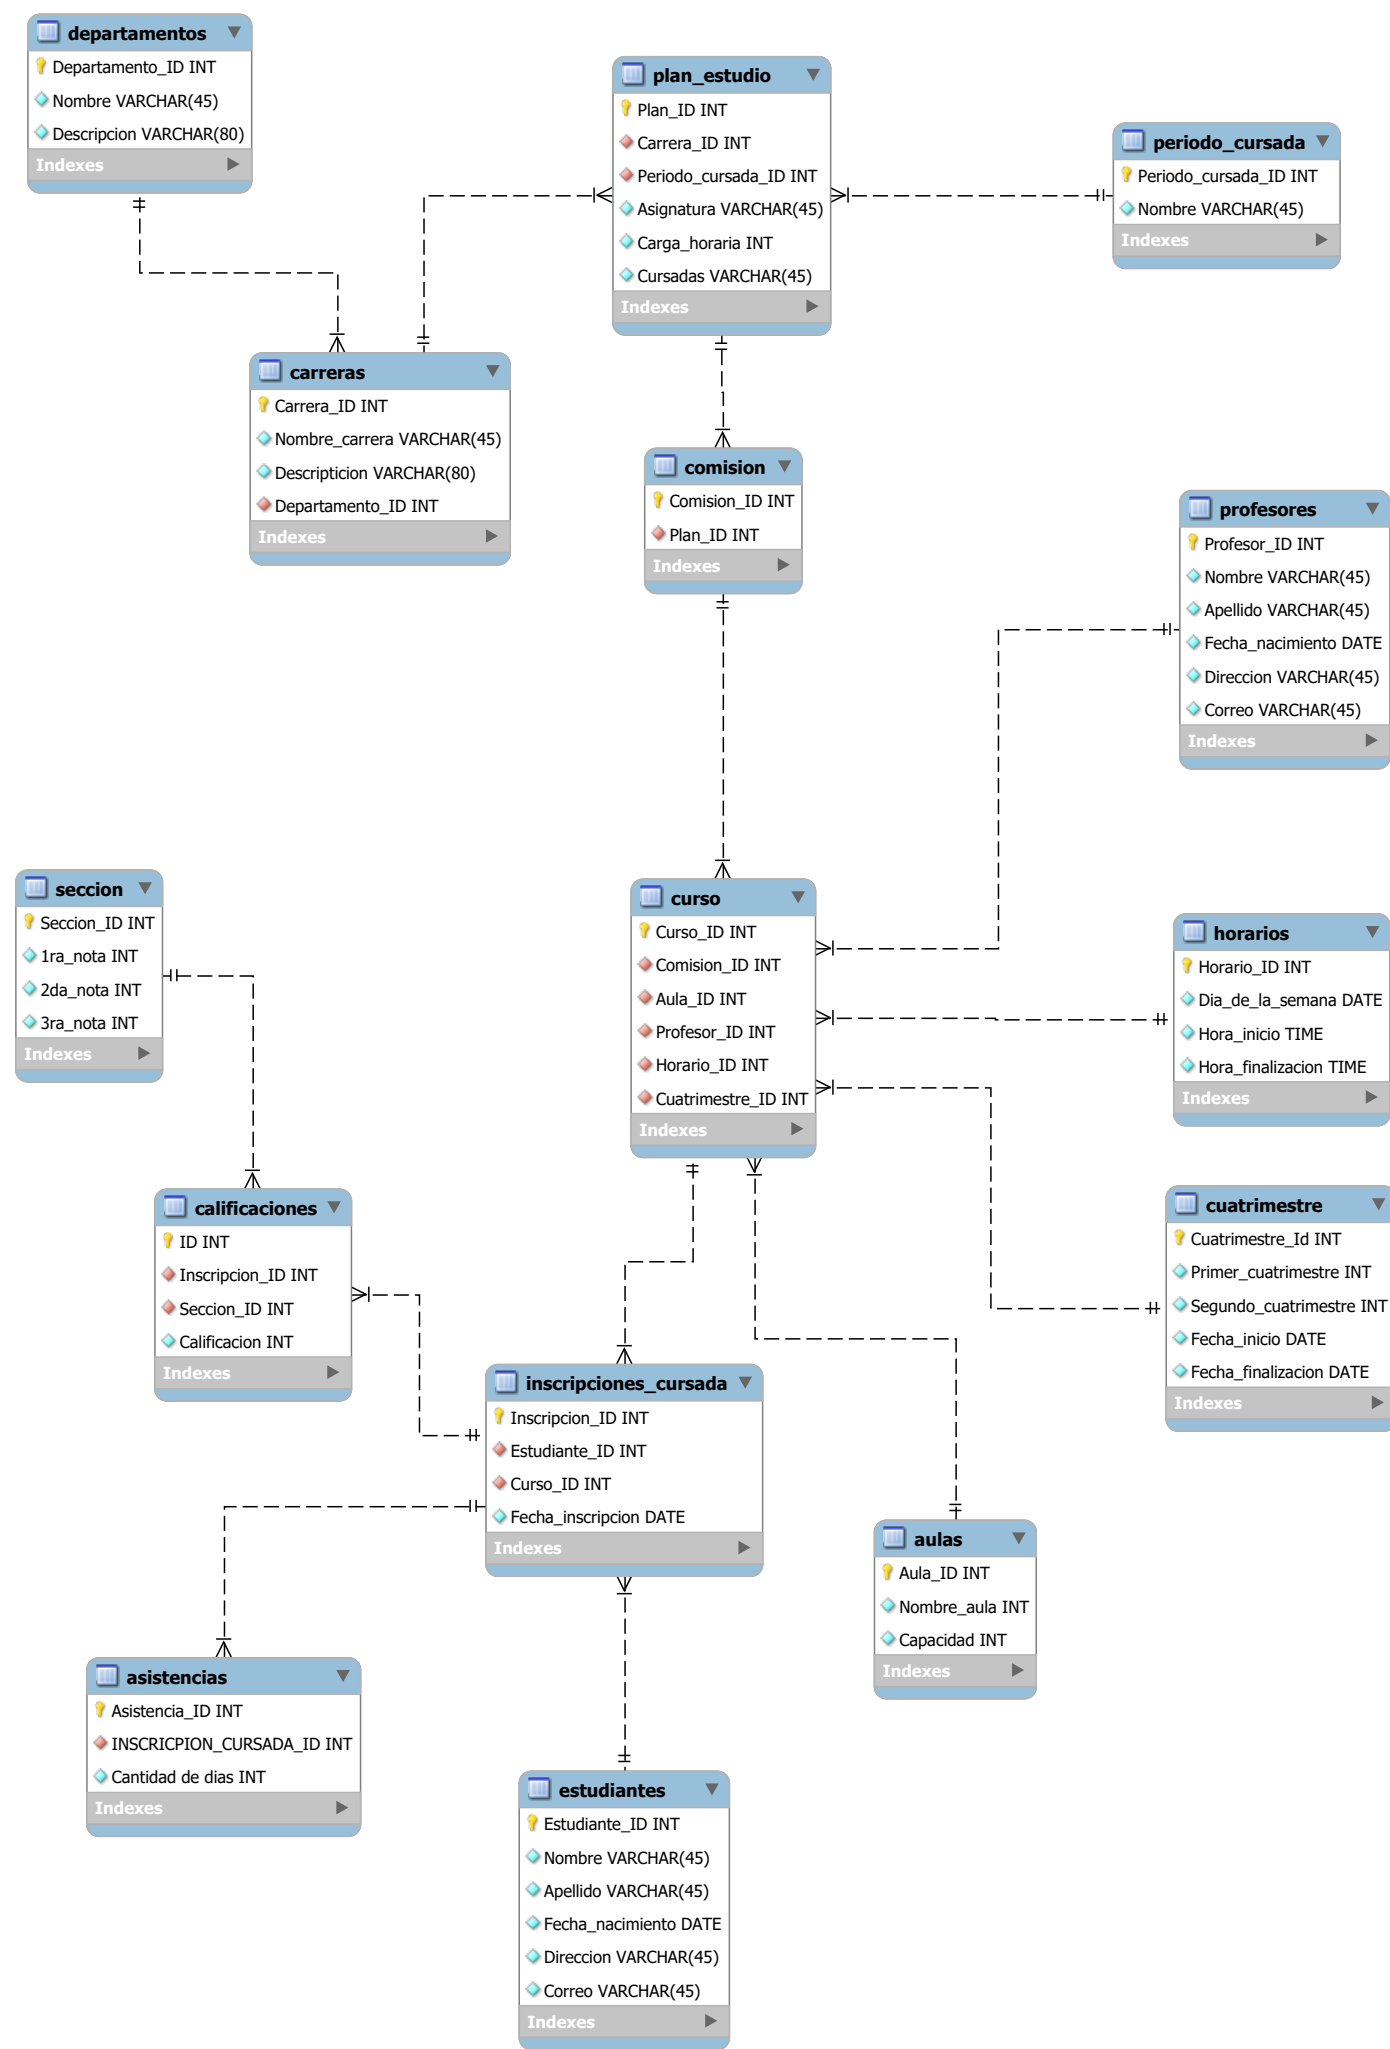 departamentos
Departamento_ID INT
Nombre VARCHAR(45)
Descripcion VARCHAR(80)
Indexes
plan_estudio
Plan_ID INT
Carrera_ID INT
Periodo_cursada_ID INT
Asignatura VARCHAR(45)
Carga_horaria INT
Cursadas VARCHAR(45)
Indexes
periodo_cursada
Periodo_cursada_ID INT
Nombre VARCHAR(45)
Indexes
carreras
Carrera_ID INT
Nombre_carrera VARCHAR(45)
Descripticion VARCHAR(80)
Departamento_ID INT
Indexes
comision
Comision_ID INT
Plan_ID INT
Indexes
profesores
Profesor_ID INT
Nombre VARCHAR(45)
Apellido VARCHAR(45)
Fecha_nacimiento DATE
Direccion VARCHAR(45)
Correo VARCHAR(45)
Indexes
seccion
Seccion_ID INT
1ra_nota INT
2da_nota INT
3ra_nota INT
Indexes
curso
Curso_ID INT
Comision_ID INT
Aula_ID INT
Profesor_ID INT
Horario_ID INT
Cuatrimestre_ID INT
Indexes
horarios
Horario_ID INT
Dia_de_la_semana DATE
Hora_inicio TIME
Hora_finalizacion TIME
Indexes
calificaciones
ID INT
Inscripcion_ID INT
Seccion_ID INT
Calificacion INT
Indexes
cuatrimestre
Cuatrimestre_Id INT
Primer_cuatrimestre INT
Segundo_cuatrimestre INT
Fecha_inicio DATE
Fecha_finalizacion DATE
Indexes
inscripciones_cursada
Inscripcion_ID INT
Estudiante_ID INT
Curso_ID INT
Fecha_inscripcion DATE
Indexes
aulas
Aula_ID INT
Nombre_aula INT
Capacidad INT
Indexes
asistencias
Asistencia_ID INT
INSCRICPION_CURSADA_ID INT
Cantidad de dias INT
Indexes
estudiantes
Estudiante_ID INT
Nombre VARCHAR(45)
Apellido VARCHAR(45)
Fecha_nacimiento DATE
Direccion VARCHAR(45)
Correo VARCHAR(45)
Indexes